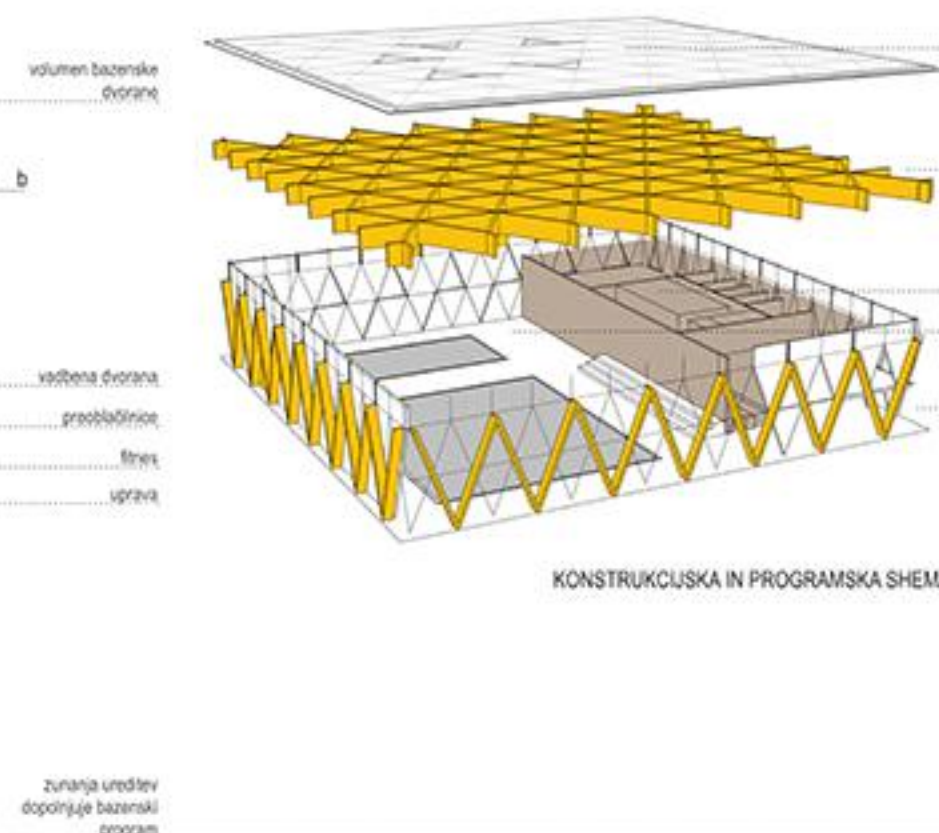 volumen bazenske
dvorane
b
vadbena dvorana
preoblačilnice
fitnes
uprava
KONSTRUKCIJSKA IN PROGRAMSKA SHEM
zunanja ureditev
dopolnjuje bazenski
program